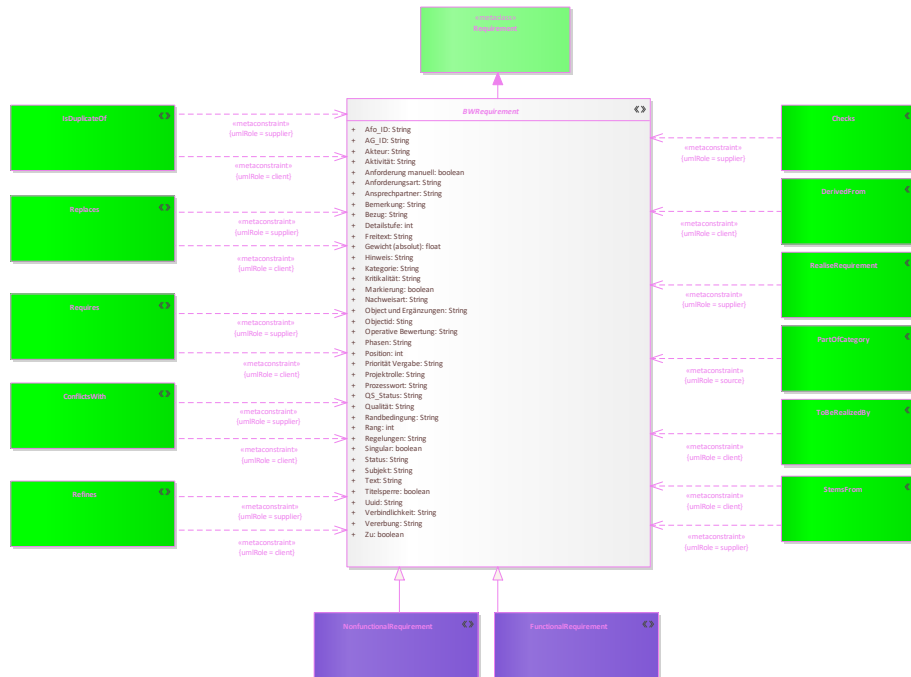 «metaclass»
Requirement
BWRequirement
+ Afo_ID: String
+ AG_ID: String
+ Akteur: String
+ Aktivität: String
+ Anforderung manuell: boolean
+ Anforderungsart: String
+ Ansprechpartner: String
+ Bemerkung: String
+ Bezug: String
+ Detailstufe: int
+ Freitext: String
+ Gewicht (absolut): float
+ Hinweis: String
+ Kategorie: String
+ Kritikalität: String
+ Markierung: boolean
+ Nachweisart: String
+ Object und Ergänzungen: String
+ Objectid: Sting
+ Operative Bewertung: String
+ Phasen: String
+ Position: int
+ Priorität Vergabe: String
+ Projektrolle: String
+ Prozesswort: String
+ QS_Status: String
+ Qualität: String
+ Randbedingung: String
+ Rang: int
+ Regelungen: String
+ Singular: boolean
+ Status: String
+ Subjekt: String
+ Text: String
+ Titelsperre: boolean
+ Uuid: String
+ Verbindlichkeit: String
+ Vererbung: String
+ Zu: boolean
IsDuplicateOf
«metaconstraint»
{umlRole = supplier}
«metaconstraint»
{umlRole = client}
Replaces
«metaconstraint»
{umlRole = supplier}
«metaconstraint»
{umlRole = client}
Requires
«metaconstraint»
{umlRole = supplier}
«metaconstraint»
{umlRole = client}
ConflictsWith
«metaconstraint»
{umlRole = supplier}
«metaconstraint»
{umlRole = client}
Refines
«metaconstraint»
{umlRole = supplier}
«metaconstraint»
{umlRole = client}
Checks
«metaconstraint»
{umlRole = supplier}
DerivedFrom
«metaconstraint»
{umlRole = client}
RealiseRequirement
«metaconstraint»
{umlRole = supplier}
PartOfCategory
«metaconstraint»
{umlRole = source}
ToBeRealisedBy
«metaconstraint»
{umlRole = client}
StemsFrom
«metaconstraint»
{umlRole = client}
«metaconstraint»
{umlRole = supplier}
NonfunctionalRequirement
FunctionalRequirement